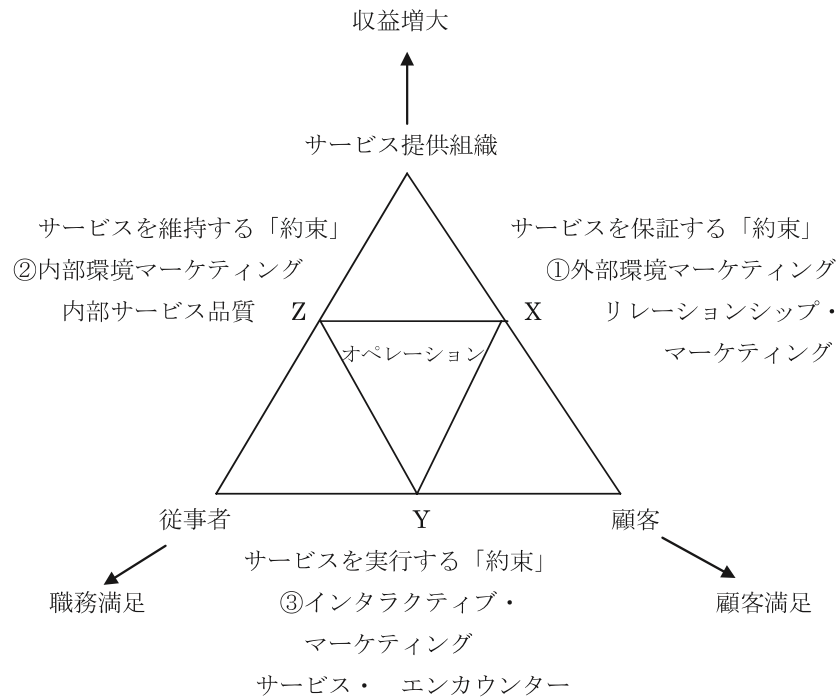 収益増大
サービス提供組織
サービスを維持する「約束」
②内部環境マーケティング
内部サービス品質
Z
サービスを保証する「約束」
①外部環境マーケティング
X
リレーションシップ・
マーケティング
オペレーション
従事者
Y
顧客
職務満足
サービスを実行する「約束」
③インタラクティブ・
マーケティング
サービス・ エンカウンター
顧客満足